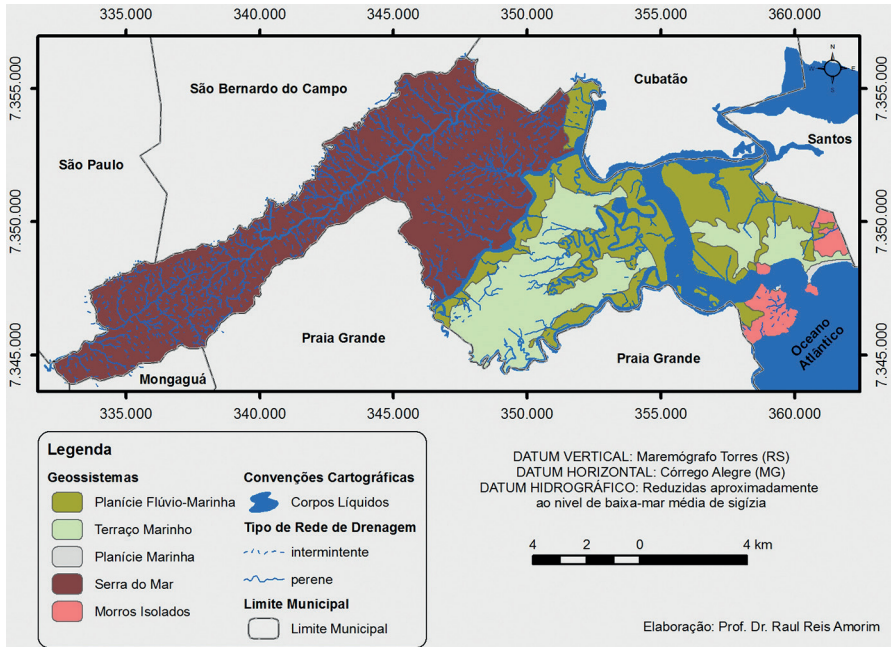 335.000 340.000 345.000 350.000 355.000 360.000
7.355.000
7.350.000
7.345.000
São Bernardo do Campo
Cubatão
N
S
Santos
São Paulo
Praia Grande
Praia Grande
Mongaguá
Oceano
Atlântico
7.355.000
7.350.000
7.345.000
335.000 340.000 345.000 350.000 355.000 360.000
Legenda
Geossistemas
Planície Flúvio-Marinha
Terraço Marinho
Planície Marinha
Serra do Mar
Morros Isolados
Convenções Cartográficas
Corpos Líquidos
Tipo de Rede de Drenagem
intermintente
perene
Limite Municipal
Limite Municipal
DATUM VERTICAL: Maremógrafo Torres (RS)
DATUM HORIZONTAL: Córrego Alegre (MG)
DATUM HIDROGRÁFICO: Reduzidas aproximadamente
ao nivel de baixa-mar média de sigízia
4 2 0 4 km
Elaboração: Prof. Dr. Raul Reis Amorim